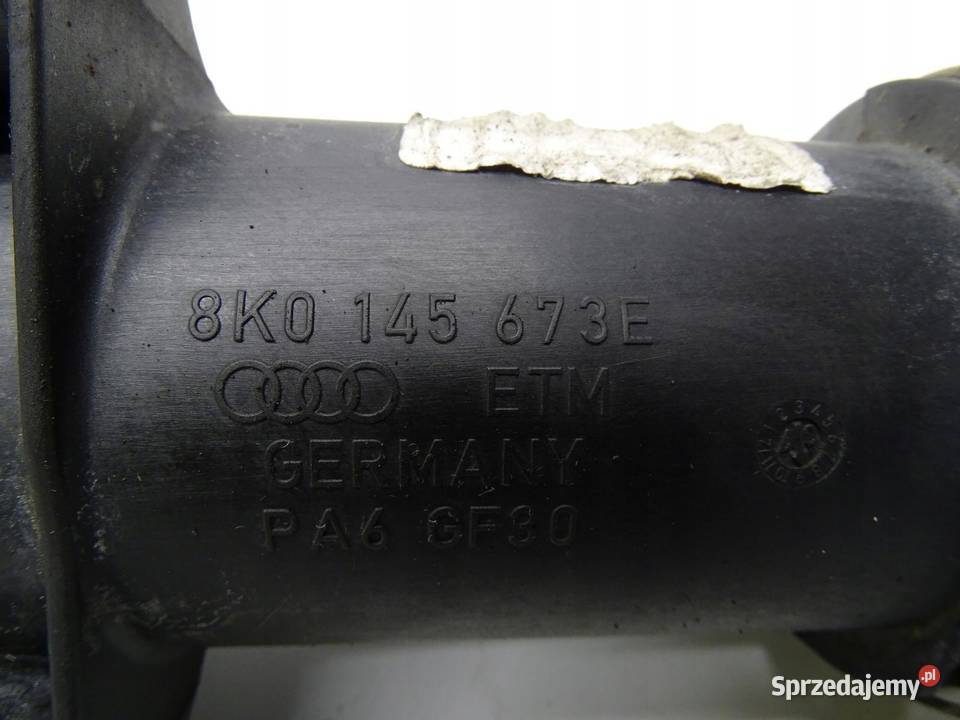 8K0 145 673E
ETM
GERMANY
PA6 GF30
Sprzedajemy.pl